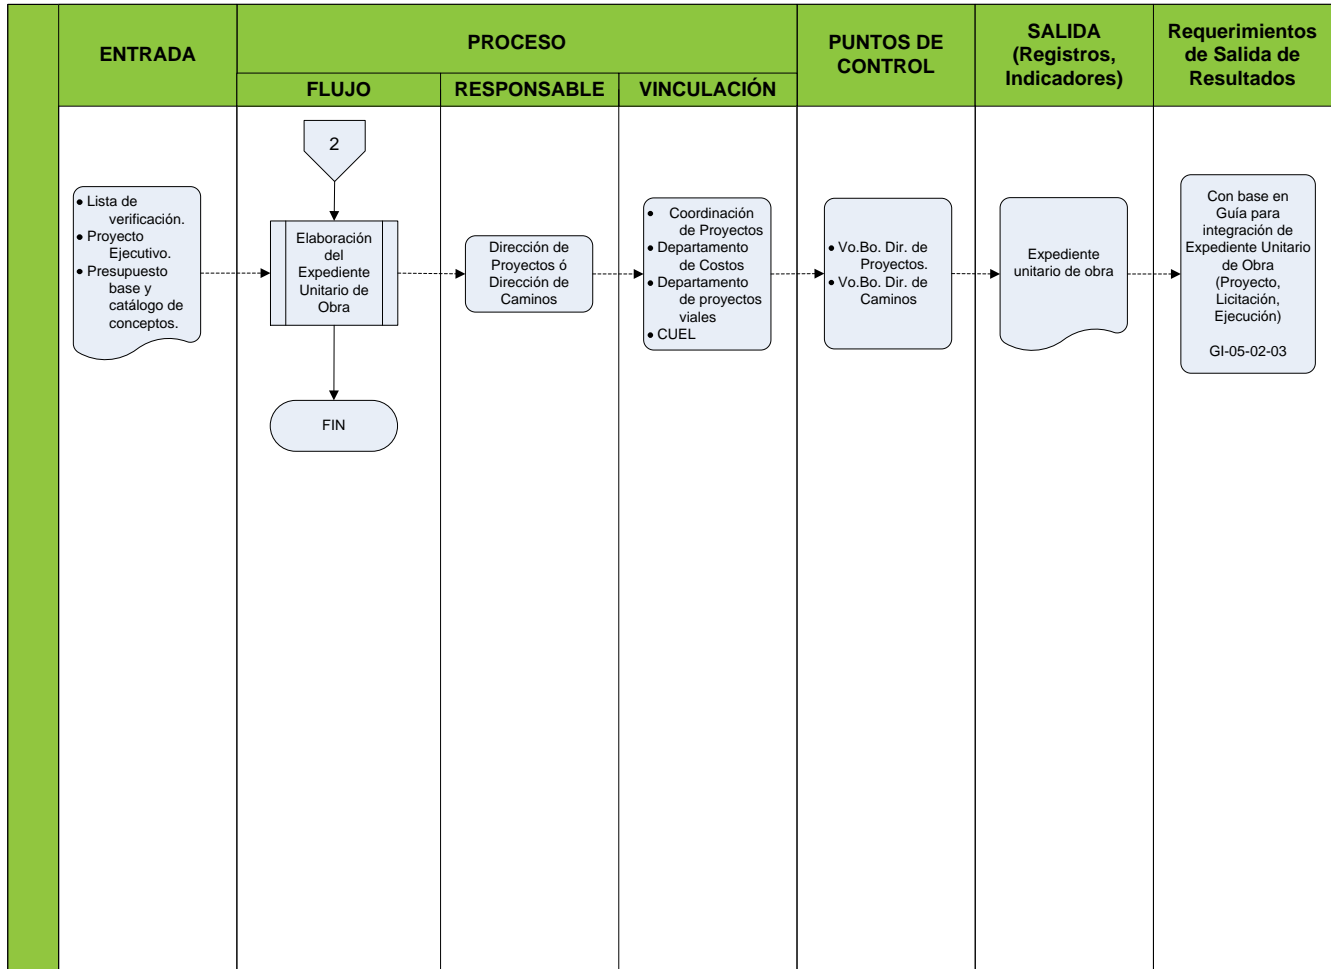 ENTRADA
PROCESO
FLUJO
RESPONSABLE
VINCULACIÓN
PUNTOS DE
CONTROL
SALIDA
(Registros,
Indicadores)
Requerimientos
de Salida de
Resultados
2
• Lista de
verificación.
• Proyecto
Ejecutivo.
• Presupuesto
base y
catálogo de
conceptos.
Elaboración
del
Expediente
Unitario de
Obra
Dirección de
Proyectos ó
Dirección de
Caminos
• Coordinación
de Proyectos
• Departamento
de Costos
• Departamento
de proyectos
viales
• CUEL
• Vo.Bo. Dir. de
Proyectos.
• Vo.Bo. Dir. de
Caminos
Expediente
unitario de obra
Con base en
Guía para
integración de
Expediente Unitario
de Obra
(Proyecto,
Licitación,
Ejecución)
GI-05-02-03
FIN